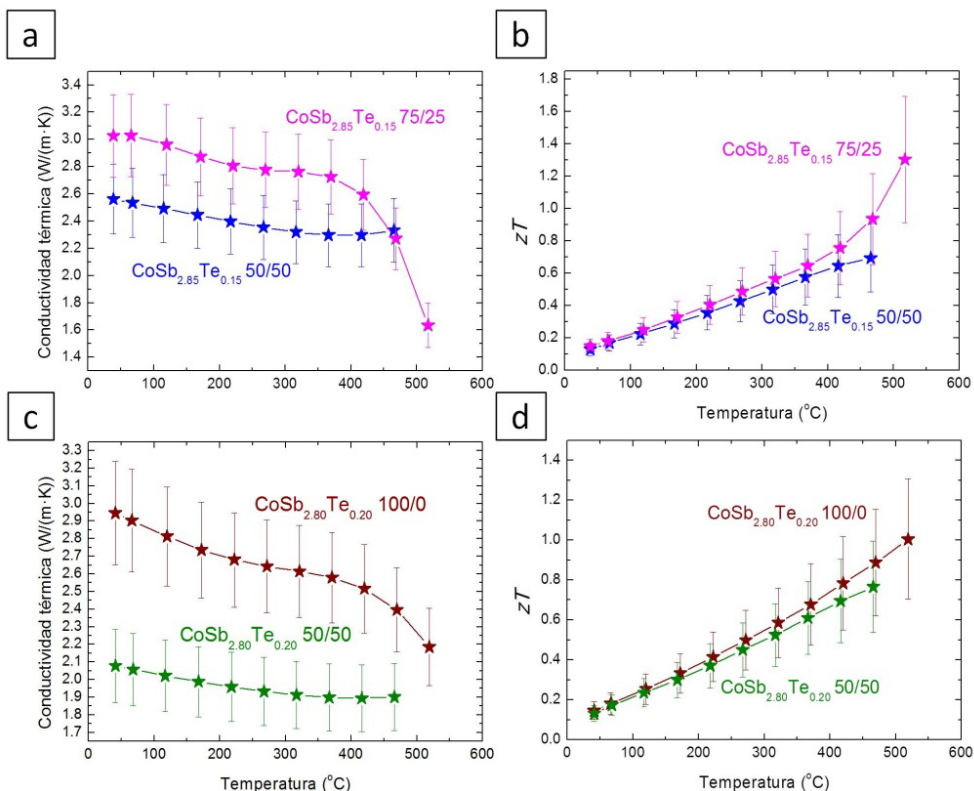 a
Conductividad térmica (W/(m·K))
3.4
3.2
3.0
2.8
2.6
2.4
2.2
2.0
1.8
1.6
1.4
CoSb2.85Te0.15 75/25
CoSb2.85Te0.15 50/50
0 100 200 300 400 500 600
Temperatura (oC)
b
zT
1.8
1.6
1.4
1.2
1.0
0.8
0.6
0.4
0.2
0.0
CoSb2.85Te0.15 75/25
CoSb2.85Te0.15 50/50
0 100 200 300 400 500 600
Temperatura (oC)
c
Conductividad térmica (W/(m·K))
3.3
3.2
3.1
3.0
2.9
2.8
2.7
2.6
2.5
2.4
2.3
2.2
2.1
2.0
1.9
1.8
1.7
CoSb2.80Te0.20 100/0
CoSb2.80Te0.20 50/50
0 100 200 300 400 500 600
Temperatura (oC)
d
zT
1.4
1.2
1.0
0.8
0.6
0.4
0.2
0.0
CoSb2.80Te0.20 100/0
CoSb2.80Te0.20 50/50
0 100 200 300 400 500 600
Temperatura (oC)